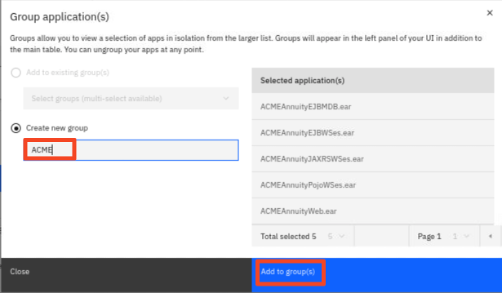 Group application(s)
Groups allow you to view a selection of apps in isolation from the larger list. Groups will appear in the left panel of your UI in addition to
the main table. You can ungroup your apps at any point.
Add to existing group(s)
Select groups (multi-select available)
Create new group
ACME
Selected application(s)
ACMEAnnuityEJBMDB.ear
ACMEAnnuityEJBWSes.ear
ACMEAnnuityJAXRSWSes.ear
ACMEAnnuityPojoWSes.ear
ACMEAnnuityWeb.ear
Total selected 5 5 Page 1 1
Close
Add to group(s)